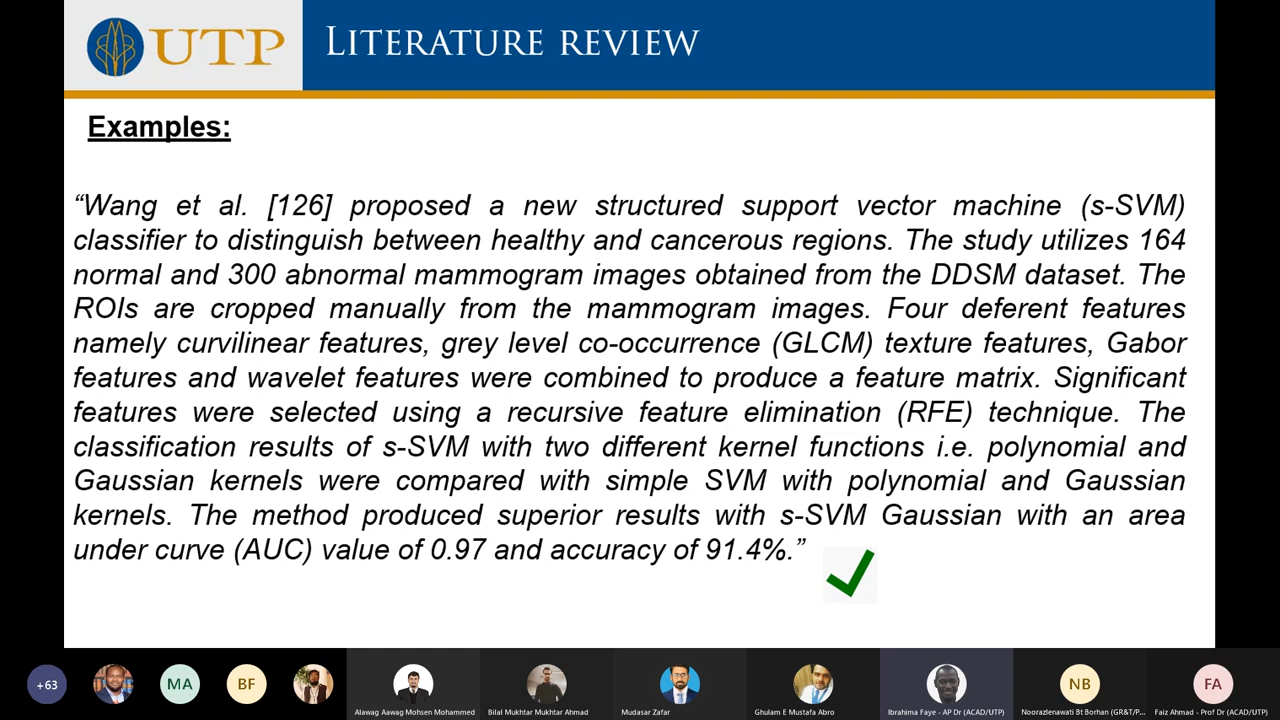 UTP
LITERATURE REVIEW
Examples:
“Wang et al. [126] proposed a new structured support vector machine (s-SVM)
classifier to distinguish between healthy and cancerous regions. The study utilizes 164
normal and 300 abnormal mammogram images obtained from the DDSM dataset. The
ROIs are cropped manually from the mammogram images. Four deferent features
namely curvilinear features, grey level co-occurrence (GLCM) texture features, Gabor
features and wavelet features were combined to produce a feature matrix. Significant
features were selected using a recursive feature elimination (RFE) technique. The
classification results of s-SVM with two different kernel functions i.e. polynomial and
Gaussian kernels were compared with simple SVM with polynomial and Gaussian
kernels. The method produced superior results with s-SVM Gaussian with an area
under curve (AUC) value of 0.97 and accuracy of 91.4%.”
+63
MA
BF
NB
FA
Alawag Aawag Mohsen Mohammed
Bilal Mukhtar Mukhtar Ahmad
Mudasar Zafar
Ghulam E Mustafa Abro
Ibrahima Faye - AP Dr (ACAD/UTP)
Noorazenawati Bt Borhan (GR&T/P...
Faiz Ahmad - Prof Dr (ACAD/UTP)